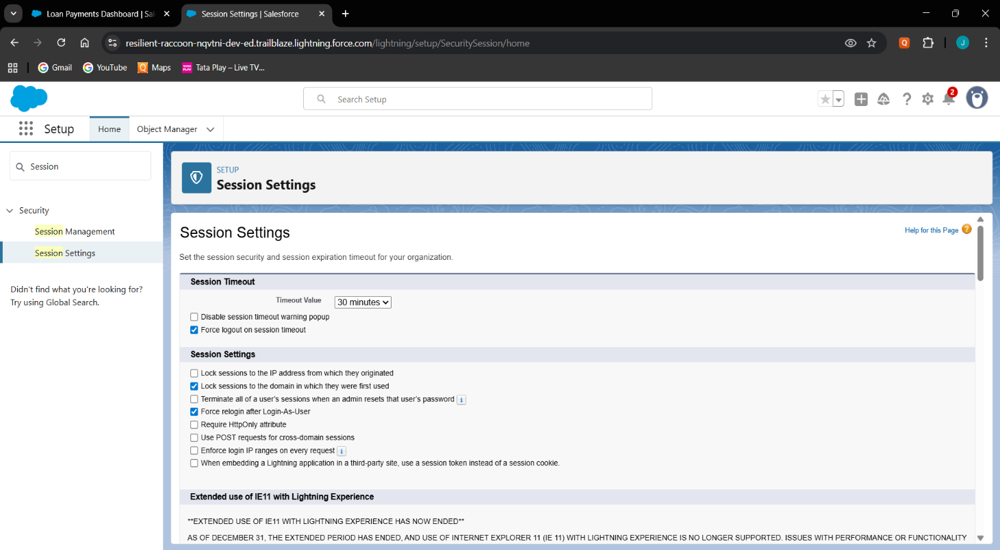 Loan Payments Dashboard | Sal
Session Settings | Salesforce
resilient-raccoon-nqvtni-dev-ed.trailblaze.lightning.force.com/lightning/setup/SecuritySession/home
Q
J
Gmail
YouTube
Q Maps
TATA PLAY Tata Play – Live TV...
Search Setup
2
Setup
Home
Object Manager
Session
SETUP
Session Settings
Security
Session Management
Session Settings
Didn't find what you're looking for?
Try using Global Search.
Session Settings
Help for this Page ?
Set the session security and session expiration timeout for your organization.
Session Timeout
Timeout Value 30 minutes
Disable session timeout warning popup
Force logout on session timeout
Session Settings
Lock sessions to the IP address from which they originated
Lock sessions to the domain in which they were first used
Terminate all of a user's sessions when an admin resets that user's password i
Force relogin after Login-As-User
Require HttpOnly attribute
Use POST requests for cross-domain sessions
Enforce login IP ranges on every request i
When embedding a Lightning application in a third-party site, use a session token instead of a session cookie.
Extended use of IE11 with Lightning Experience
**EXTENDED USE OF IE11 WITH LIGHTNING EXPERIENCE HAS NOW ENDED**
AS OF DECEMBER 31, THE EXTENDED PERIOD HAS ENDED, AND USE OF INTERNET EXPLORER 11 (IE 11) WITH LIGHTNING EXPERIENCE IS NO LONGER SUPPORTED. ISSUES WITH PERFORMANCE OR FUNCTIONALITY